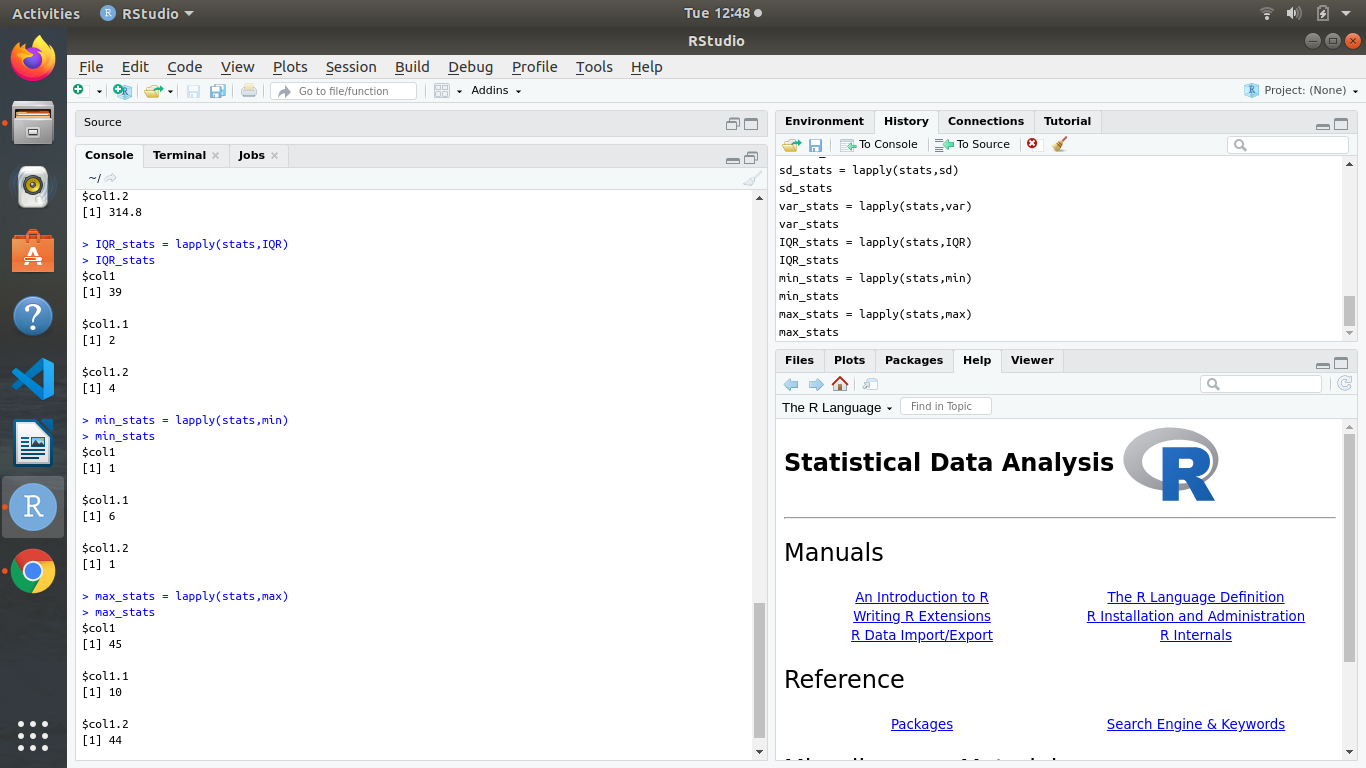 Activities RStudio Tue 12:48
RStudio
File Edit Code View Plots Session Build Debug Profile Tools Help
Go to file/function Addins Project: (None)
Source
Console Terminal Jobs
~/
$col1.2
[1] 314.8
> IQR_stats = lapply(stats,IQR)
> IQR_stats
$col1
[1] 39
$col1.1
[1] 2
$col1.2
[1] 4
> min_stats = lapply(stats,min)
> min_stats
$col1
[1] 1
$col1.1
[1] 6
$col1.2
[1] 1
> max_stats = lapply(stats,max)
> max_stats
$col1
[1] 45
$col1.1
[1] 10
$col1.2
[1] 44
Environment History Connections Tutorial
To Console To Source
sd_stats = lapply(stats,sd)
sd_stats
var_stats = lapply(stats,var)
var_stats
IQR_stats = lapply(stats,IQR)
IQR_stats
min_stats = lapply(stats,min)
min_stats
max_stats = lapply(stats,max)
max_stats
Files Plots Packages Help Viewer
The R Language Find in Topic
Statistical Data Analysis R
Manuals
An Introduction to R The R Language Definition
Writing R Extensions R Installation and Administration
R Data Import/Export R Internals
Reference
Packages Search Engine & Keywords